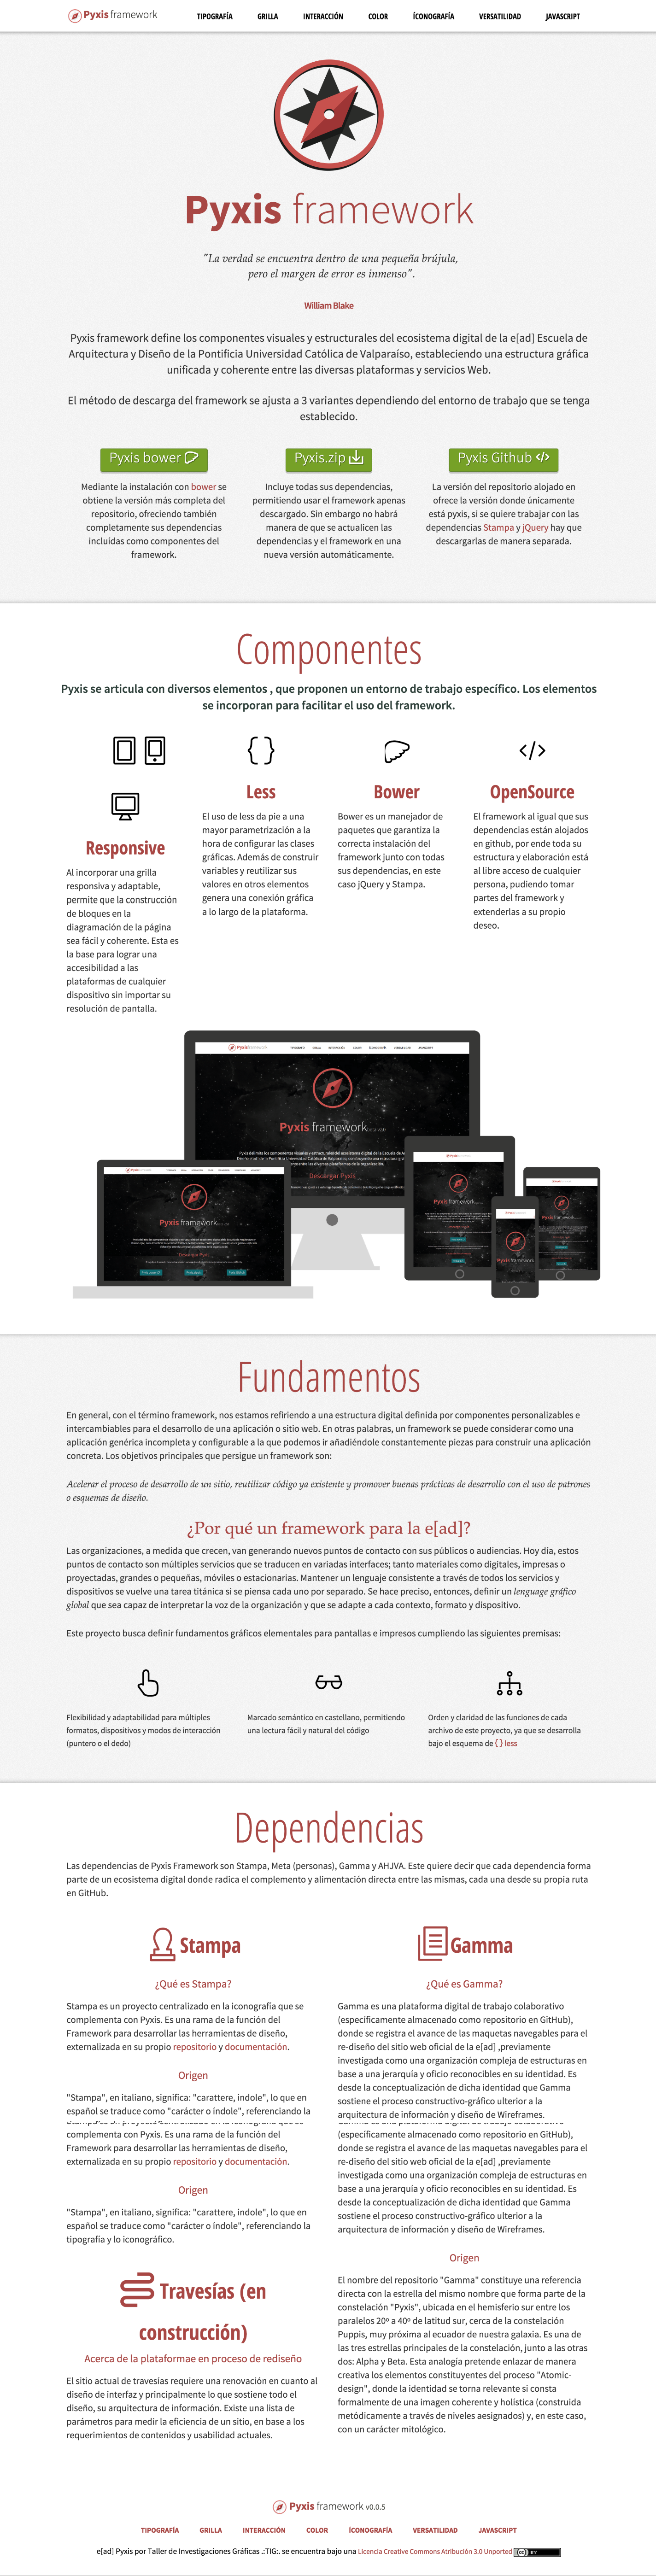 Pyxis framework
TIPOGRAFÍA GRILLA INTERACCIÓN COLOR ÍCONOGRAFÍA VERSATILIDAD JAVASCRIPT
Pyxis framework
"La verdad se encuentra dentro de una pequeña brújula,
pero el margen de error es inmenso".
William Blake
Pyxis framework define los componentes visuales y estructurales del ecosistema digital de la e[ad] Escuela de
Arquitectura y Diseño de la Pontificia Universidad Católica de Valparaíso, estableciendo una estructura gráfica
unificada y coherente entre las diversas plataformas y servicios Web.
El método de descarga del framework se ajusta a 3 variantes dependiendo del entorno de trabajo que se tenga
establecido.
Pyxis bower
Mediante la instalación con bower se
obtiene la versión más completa del
repositorio, ofreciendo también
completamente sus dependencias
incluídas como componentes del
framework.
Pyxis.zip
Incluye todas sus dependencias,
permitiendo usar el framework apenas
descargado. Sin embargo no habrá
manera de que se actualicen las
dependencias y el framework en una
nueva versión automáticamente.
Pyxis Github
La versión del repositorio alojado en
ofrece la versión donde únicamente
está pyxis, si se quiere trabajar con las
dependencias Stampa y jQuery hay que
descargarlas de manera separada.
Componentes
Pyxis se articula con diversos elementos , que proponen un entorno de trabajo específico. Los elementos
se incorporan para facilitar el uso del framework.
Responsive
Al incorporar una grilla
responsiva y adaptable,
permite que la construcción
de bloques en la
diagramación de la página
sea fácil y coherente. Esta es
la base para lograr una
accesibilidad a las
plataformas de cualquier
dispositivo sin importar su
resolución de pantalla.
Less
El uso de less da pie a una
mayor parametrización a la
hora de configurar las clases
gráficas. Además de construir
variables y reutilizar sus
valores en otros elementos
genera una conexión gráfica
a lo largo de la plataforma.
Bower
Bower es un manejador de
paquetes que garantiza la
correcta instalación del
framework junto con todas
sus dependencias, en este
caso jQuery y Stampa.
OpenSource
El framework al igual que sus
dependencias están alojados
en github, por ende toda su
estructura y elaboración está
al libre acceso de cualquier
persona, pudiendo tomar
partes del framework y
extenderlas a su propio
deseo.
Pyxis framework
Descargar Pyxis
Pyxis framework
Pyxis framework
Pyxis framework
Pyxis framework
Fundamentos
En general, con el término framework, nos estamos refiriendo a una estructura digital definida por componentes personalizables e
intercambiables para el desarrollo de una aplicación o sitio web. En otras palabras, un framework se puede considerar como una
aplicación genérica incompleta y configurable a la que podemos ir añadiéndole constantemente piezas para construir una aplicación
concreta. Los objetivos principales que persigue un framework son:
Acelerar el proceso de desarrollo de un sitio, reutilizar código ya existente y promover buenas prácticas de desarrollo con el uso de patrones
o esquemas de diseño.
¿Por qué un framework para la e[ad]?
Las organizaciones, a medida que crecen, van generando nuevos puntos de contacto con sus públicos o audiencias. Hoy día, estos
puntos de contacto son múltiples servicios que se traducen en variadas interfaces; tanto materiales como digitales, impresas o
proyectadas, grandes o pequeñas, móviles o estacionarias. Mantener un lenguaje consistente a través de todos los servicios y
dispositivos se vuelve una tarea titánica si se piensa cada uno por separado. Se hace preciso, entonces, definir un lenguage gráfico
global que sea capaz de interpretar la voz de la organización y que se adapte a cada contexto, formato y dispositivo.
Este proyecto busca definir fundamentos gráficos elementales para pantallas e impresos cumpliendo las siguientes premisas:
Flexibilidad y adaptabilidad para múltiples
formatos, dispositivos y modos de interacción
(puntero o el dedo)
Marcado semántico en castellano, permitiendo
una lectura fácil y natural del código
Orden y claridad de las funciones de cada
archivo de este proyecto, ya que se desarrolla
bajo el esquema de {} less
Dependencias
Las dependencias de Pyxis Framework son Stampa, Meta (personas), Gamma y AHJVA. Este quiere decir que cada dependencia forma
parte de un ecosistema digital donde radica el complemento y alimentación directa entre las mismas, cada una desde su propia ruta
en GitHub.
Stampa
¿Qué es Stampa?
Stampa es un proyecto centralizado en la iconografía que se
complementa con Pyxis. Es una rama de la función del
Framework para desarrollar las herramientas de diseño,
externalizada en su propio repositorio y documentación.
Origen
"Stampa", en italiano, significa: "carattere, indole", lo que en
español se traduce como "carácter o índole", referenciando la
complementa con Pyxis. Es una rama de la función del
Framework para desarrollar las herramientas de diseño,
externalizada en su propio repositorio y documentación.
Origen
"Stampa", en italiano, significa: "carattere, indole", lo que en
español se traduce como "carácter o índole", referenciando la
tipografía y lo iconográfico.
Travesías (en
construcción)
Acerca de la plataformae en proceso de rediseño
El sitio actual de travesías requiere una renovación en cuanto al
diseño de interfaz y principalmente lo que sostiene todo el
diseño, su arquitectura de información. Existe una lista de
parámetros para medir la eficiencia de un sitio, en base a los
requerimientos de contenidos y usabilidad actuales.
Gamma
¿Qué es Gamma?
Gamma es una plataforma digital de trabajo colaborativo
(específicamente almacenado como repositorio en GitHub),
donde se registra el avance de las maquetas navegables para el
re-diseño del sitio web oficial de la e[ad] ,previamente
investigada como una organización compleja de estructuras en
base a una jerarquía y oficio reconocibles en su identidad. Es
desde la conceptualización de dicha identidad que Gamma
sostiene el proceso constructivo-gráfico ulterior a la
arquitectura de información y diseño de Wireframes.
(específicamente almacenado como repositorio en GitHub),
donde se registra el avance de las maquetas navegables para el
re-diseño del sitio web oficial de la e[ad] ,previamente
investigada como una organización compleja de estructuras en
base a una jerarquía y oficio reconocibles en su identidad. Es
desde la conceptualización de dicha identidad que Gamma
sostiene el proceso constructivo-gráfico ulterior a la
arquitectura de información y diseño de Wireframes.
Origen
El nombre del repositorio "Gamma" constituye una referencia
directa con la estrella del mismo nombre que forma parte de la
constelación "Pyxis", ubicada en el hemisferio sur entre los
paralelos 20º a 40º de latitud sur, cerca de la constelación
Puppis, muy próxima al ecuador de nuestra galaxia. Es una de
las tres estrellas principales de la constelación, junto a las otras
dos: Alpha y Beta. Esta analogía pretende enlazar de manera
creativa los elementos constituyentes del proceso "Atomic-
design", donde la identidad se torna relevante si consta
formalmente de una imagen coherente y holística (construida
metódicamente a través de niveles aesignados) y, en este caso,
con un carácter mitológico.
Pyxis framework v0.0.5
TIPOGRAFÍA GRILLA INTERACCIÓN COLOR ÍCONOGRAFÍA VERSATILIDAD JAVASCRIPT
e[ad] Pyxis por Taller de Investigaciones Gráficas .:TIG:. se encuentra bajo una Licencia Creative Commons Atribución 3.0 Unported